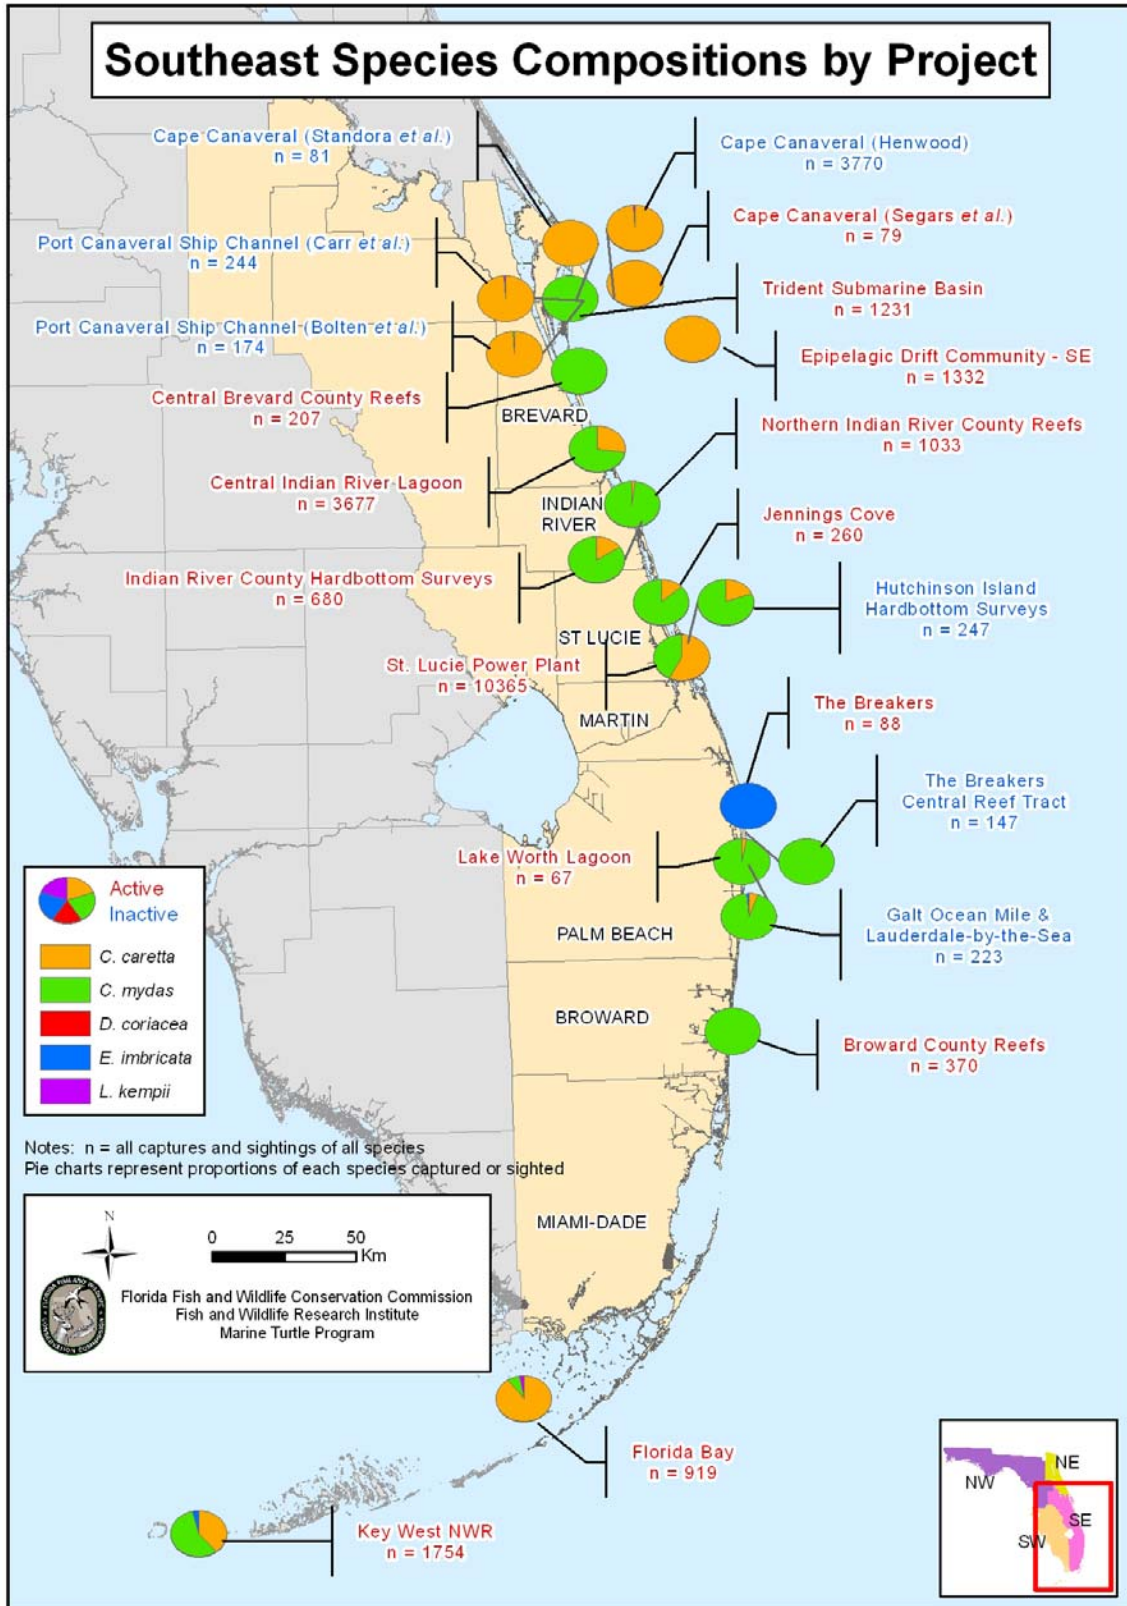 Southeast Species Compositions by Project
Cape Canaveral (Standora et al.)
n = 81
Cape Canaveral (Henwood)
n = 3770
Cape Canaveral (Segars et al.)
n = 79
Port Canaveral Ship Channel (Carr et al.)
n = 244
Trident Submarine Basin
n = 1231
Port Canaveral Ship Channel (Bolten et al.)
n = 174
Epipelagic Drift Community - SE
n = 1332
Central Brevard County Reefs
n = 207
BREVARD
Northern Indian River County Reefs
n = 1033
Central Indian River Lagoon
n = 3677
INDIAN
RIVER
Jennings Cove
n = 260
Indian River County Hardbottom Surveys
n = 680
Hutchinson Island
Hardbottom Surveys
n = 247
ST LUCIE
St. Lucie Power Plant
n = 10365
MARTIN
The Breakers
n = 88
The Breakers
Central Reef Tract
n = 147
Lake Worth Lagoon
n = 67
PALM BEACH
Galt Ocean Mile &
Lauderdale-by-the-Sea
n = 223
BROWARD
Broward County Reefs
n = 370
Active
Inactive
C. caretta
C. mydas
D. coriacea
E. imbricata
L. kempii
Notes: n = all captures and sightings of all species
Pie charts represent proportions of each species captured or sighted
MIAMI-DADE
N
0 25 50
Km
Florida Fish and Wildlife Conservation Commission
Fish and Wildlife Research Institute
Marine Turtle Program
Florida Bay
n = 919
Key West NWR
n = 1754
NE
NW
SE
SW